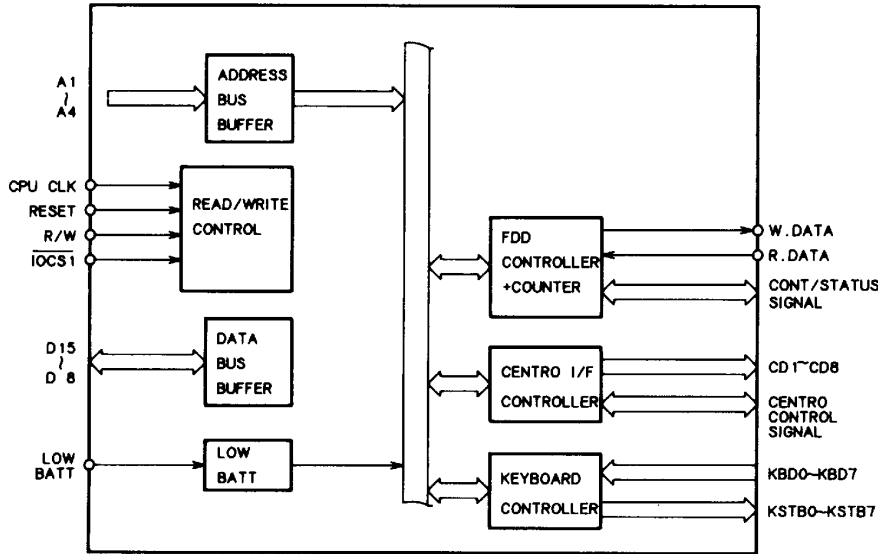 A1
~
A4
ADDRESS
BUS
BUFFER
CPU CLK
RESET
R/W
IOCS1
READ/WRITE
CONTROL
D15
~
D 8
DATA
BUS
BUFFER
LOW
BATT
LOW
BATT
FDD
CONTROLLER
+COUNTER
W.DATA
R.DATA
CONT/STATUS
SIGNAL
CENTRO I/F
CONTROLLER
CD1~CD8
CENTRO
CONTROL
SIGNAL
KEYBOARD
CONTROLLER
KBD0~KBD7
KSTB0~KSTB7